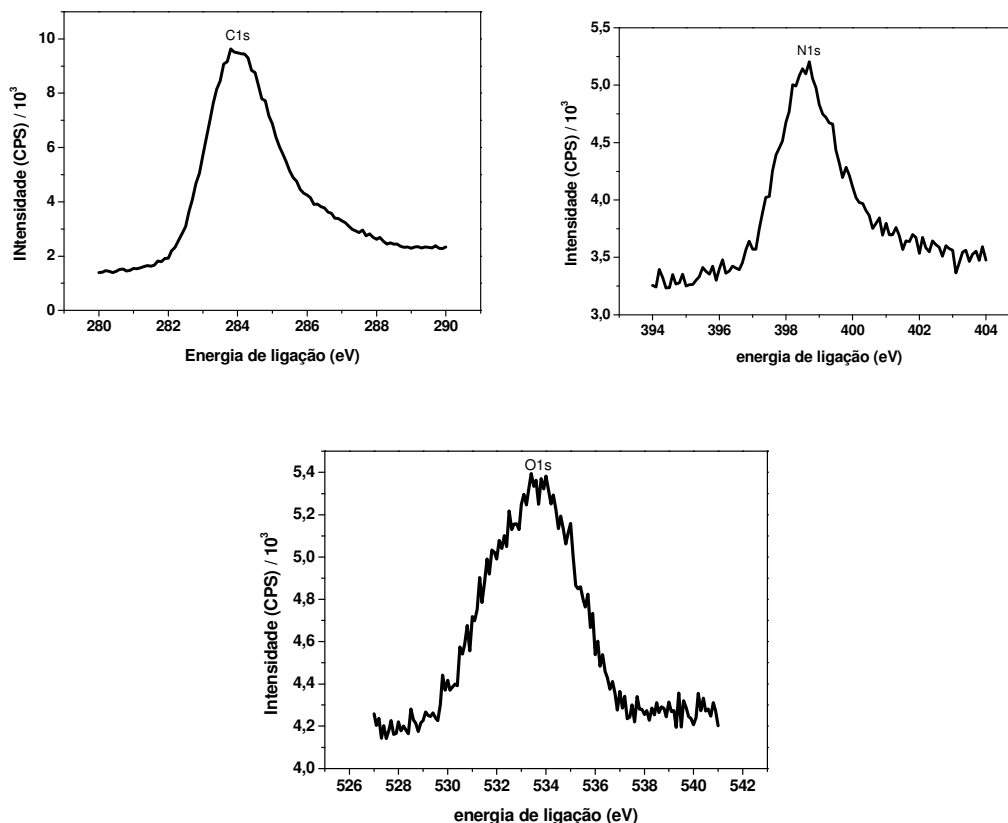 C1s
10
8
6
4
2
0
INtensidade (CPS) / 10³
280 282 284 286 288 290
Energia de ligação (eV)
N1s
5,5
5,0
4,5
4,0
3,5
3,0
Intensidade (CPS) / 10³
394 396 398 400 402 404
energia de ligação (eV)
O1s
5,4
5,2
5,0
4,8
4,6
4,4
4,2
4,0
Intensidade (CPS) / 10³
526 528 530 532 534 536 538 540 542
energia de ligação (eV)